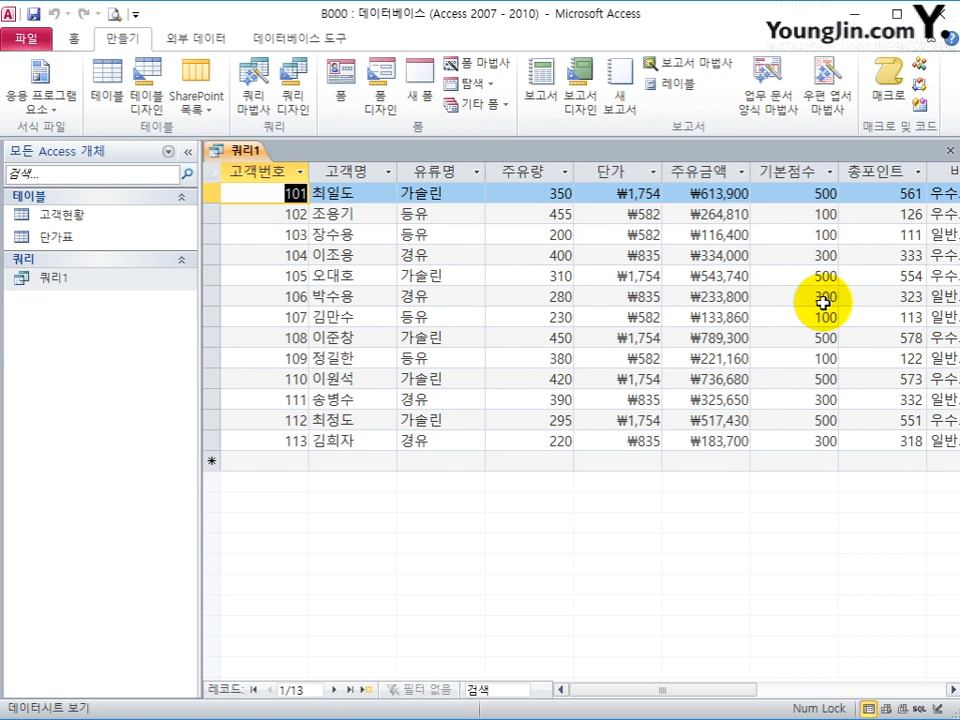 B000 : 데이터베이스 (Access 2007 - 2010) - Microsoft Access
YoungJin.com Y.
파일 홈 만들기 외부 데이터 데이터베이스 도구
응용 프로그램 요소 테이블 테이블 디자인 SharePoint 목록 쿼리 마법사 쿼리 디자인 폼 폼 디자인 새 폼 폼 마법사 탐색 기타 폼 보고서 보고서 디자인 새 보고서 보고서 마법사 레이블 업무 문서 양식 마법사 우편 엽서 마법사 매크로
서식 파일 테이블 쿼리 폼 보고서 매크로 및 코드
모든 Access 개체 «
검색...
테이블
고객현황
단가표
쿼리
쿼리1
쿼리1
고객번호 고객명 유류명 주유량 단가 주유금액 기본점수 총포인트 비
101 최일도 가솔린 350 ₩1,754 ₩613,900 500 561 우수
102 조용기 등유 455 ₩582 ₩264,810 100 126 우수
103 장수용 등유 200 ₩582 ₩116,400 100 111 일반
104 이조용 경유 400 ₩835 ₩334,000 300 333 우수
105 오대호 가솔린 310 ₩1,754 ₩543,740 500 554 우수
106 박수용 경유 280 ₩835 ₩233,800 300 323 일반
107 김만수 등유 230 ₩582 ₩133,860 100 113 일반
108 이준창 가솔린 450 ₩1,754 ₩789,300 500 578 우수
109 정길한 등유 380 ₩582 ₩221,160 100 122 일반
110 이원석 가솔린 420 ₩1,754 ₩736,680 500 573 우수
111 송병수 경유 390 ₩835 ₩325,650 300 332 일반
112 최정도 가솔린 295 ₩1,754 ₩517,430 500 551 우수
113 김희자 경유 220 ₩835 ₩183,700 300 318 일반
레코드: 1/13 필터 없음 검색
데이터시트 보기 Num Lock SQL